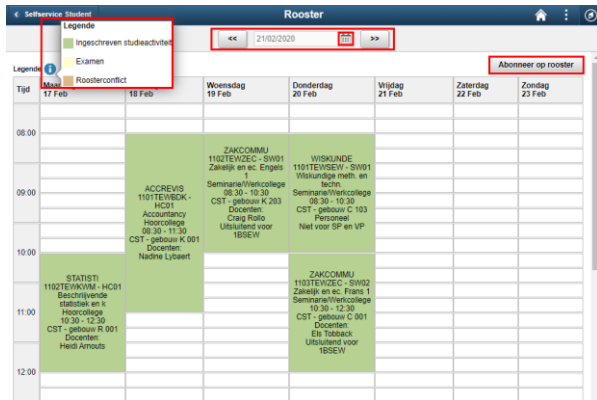 Selfservice Student
Rooster
Legende
Ingeschreven studieactiviteit
Examen
Roosterconflict
<<
21/02/2020
>>
Abonneer op rooster
Legende
Tijd
17 Feb
18 Feb
Woensdag
19 Feb
Donderdag
20 Feb
Vrijdag
21 Feb
Zaterdag
22 Feb
Zondag
23 Feb
08:00
09:00
10:00
11:00
12:00
STATISTI
1102TEWKWM - HC01
Beschrijvende
statistiek en k
Hoorcollege
10:30 - 12:30
CST - gebouw R 001
Docenten:
Heidi Arnouts
ACCREVIS
1101TEWBDK -
HC01
Accountancy
Hoorcollege
08:30 - 11:30
CST - gebouw K 001
Docenten:
Nadine Lybaert
ZAKCOMMU
1102TEWZEC - SW01
Zakelijk en ec. Engels
1
Seminarie/Werkcollege
08:30 - 10:30
CST - gebouw K 203
Docenten:
Craig Rollo
Uitsluitend voor
1BSEW
WISKUNDE
1101TEWSEW - SW01
Wiskundige meth. en
techn.
Seminarie/Werkcollege
08:30 - 10:30
CST - gebouw C 103
Personeel
Niet voor SP en VP
ZAKCOMMU
1103TEWZEC - SW02
Zakelijk en ec. Frans 1
Seminarie/Werkcollege
10:30 - 12:30
CST - gebouw C 001
Docenten:
Els Tobback
Uitsluitend voor
1BSEW